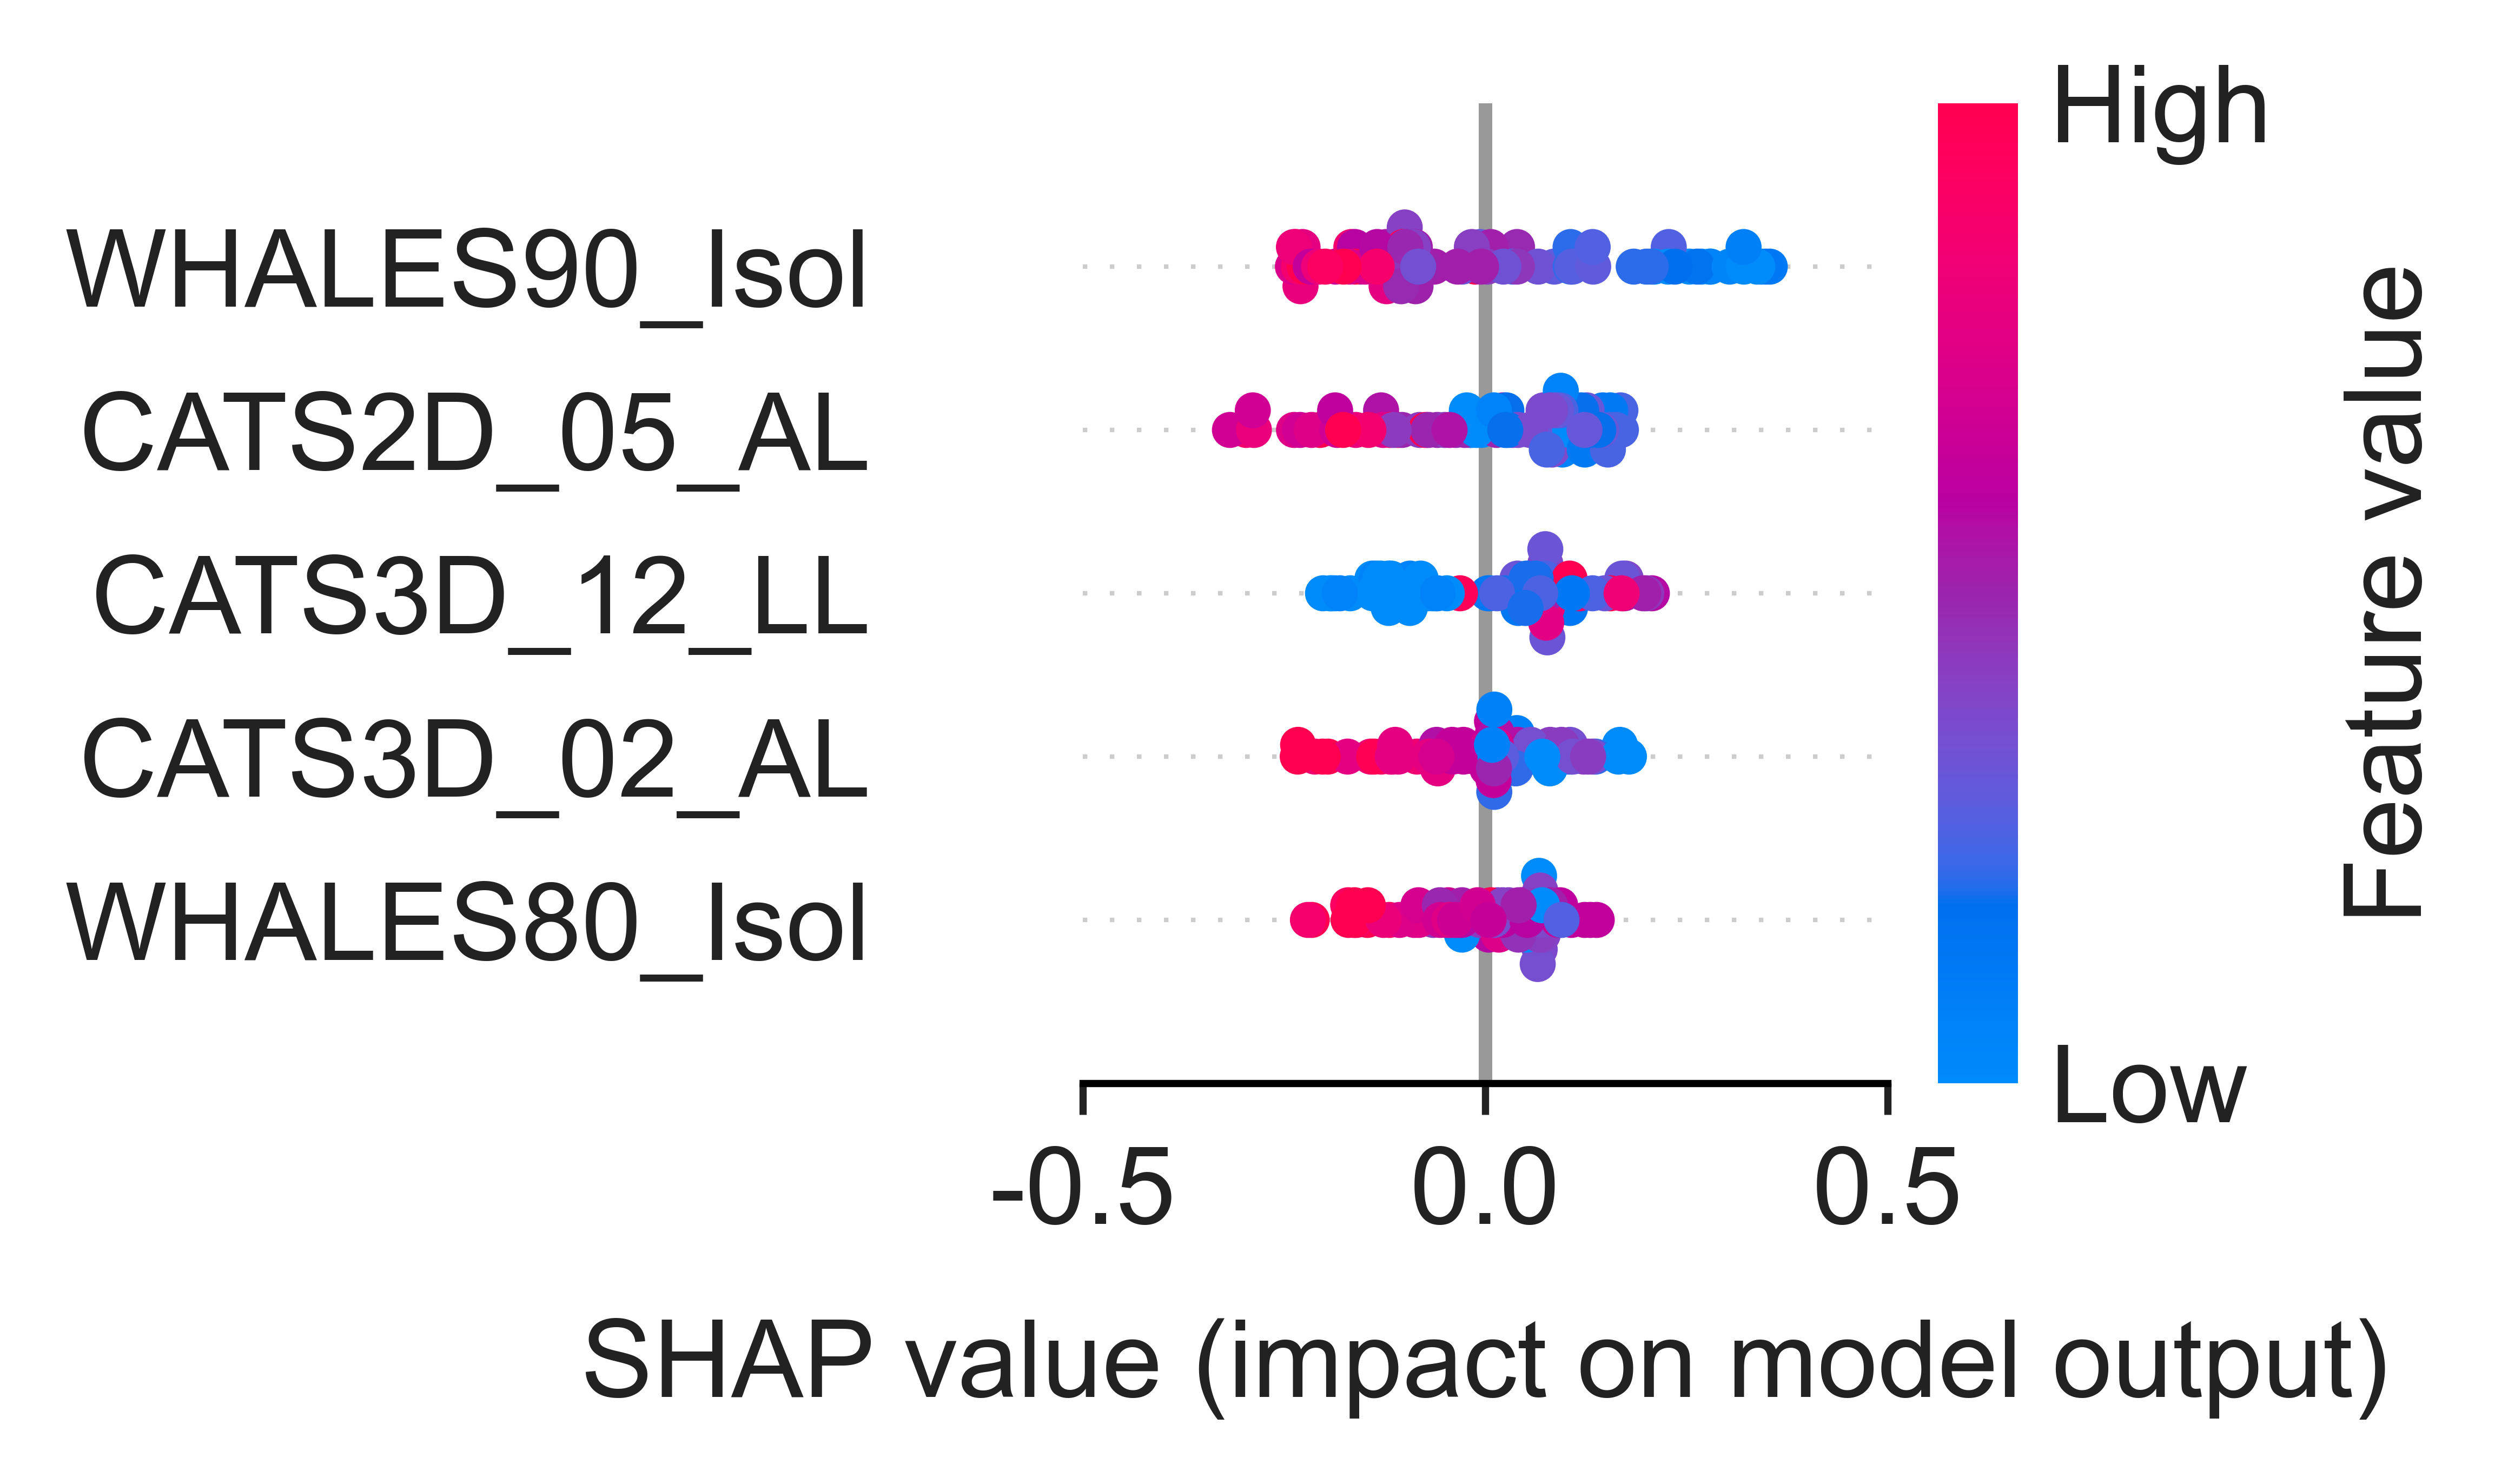 High
WHALES90_Isol
CATS2D_05_AL
CATS3D_12_LL
CATS3D_02_AL
WHALES80_Isol
Feature value
Low
-0.5 0.0 0.5
SHAP value (impact on model output)